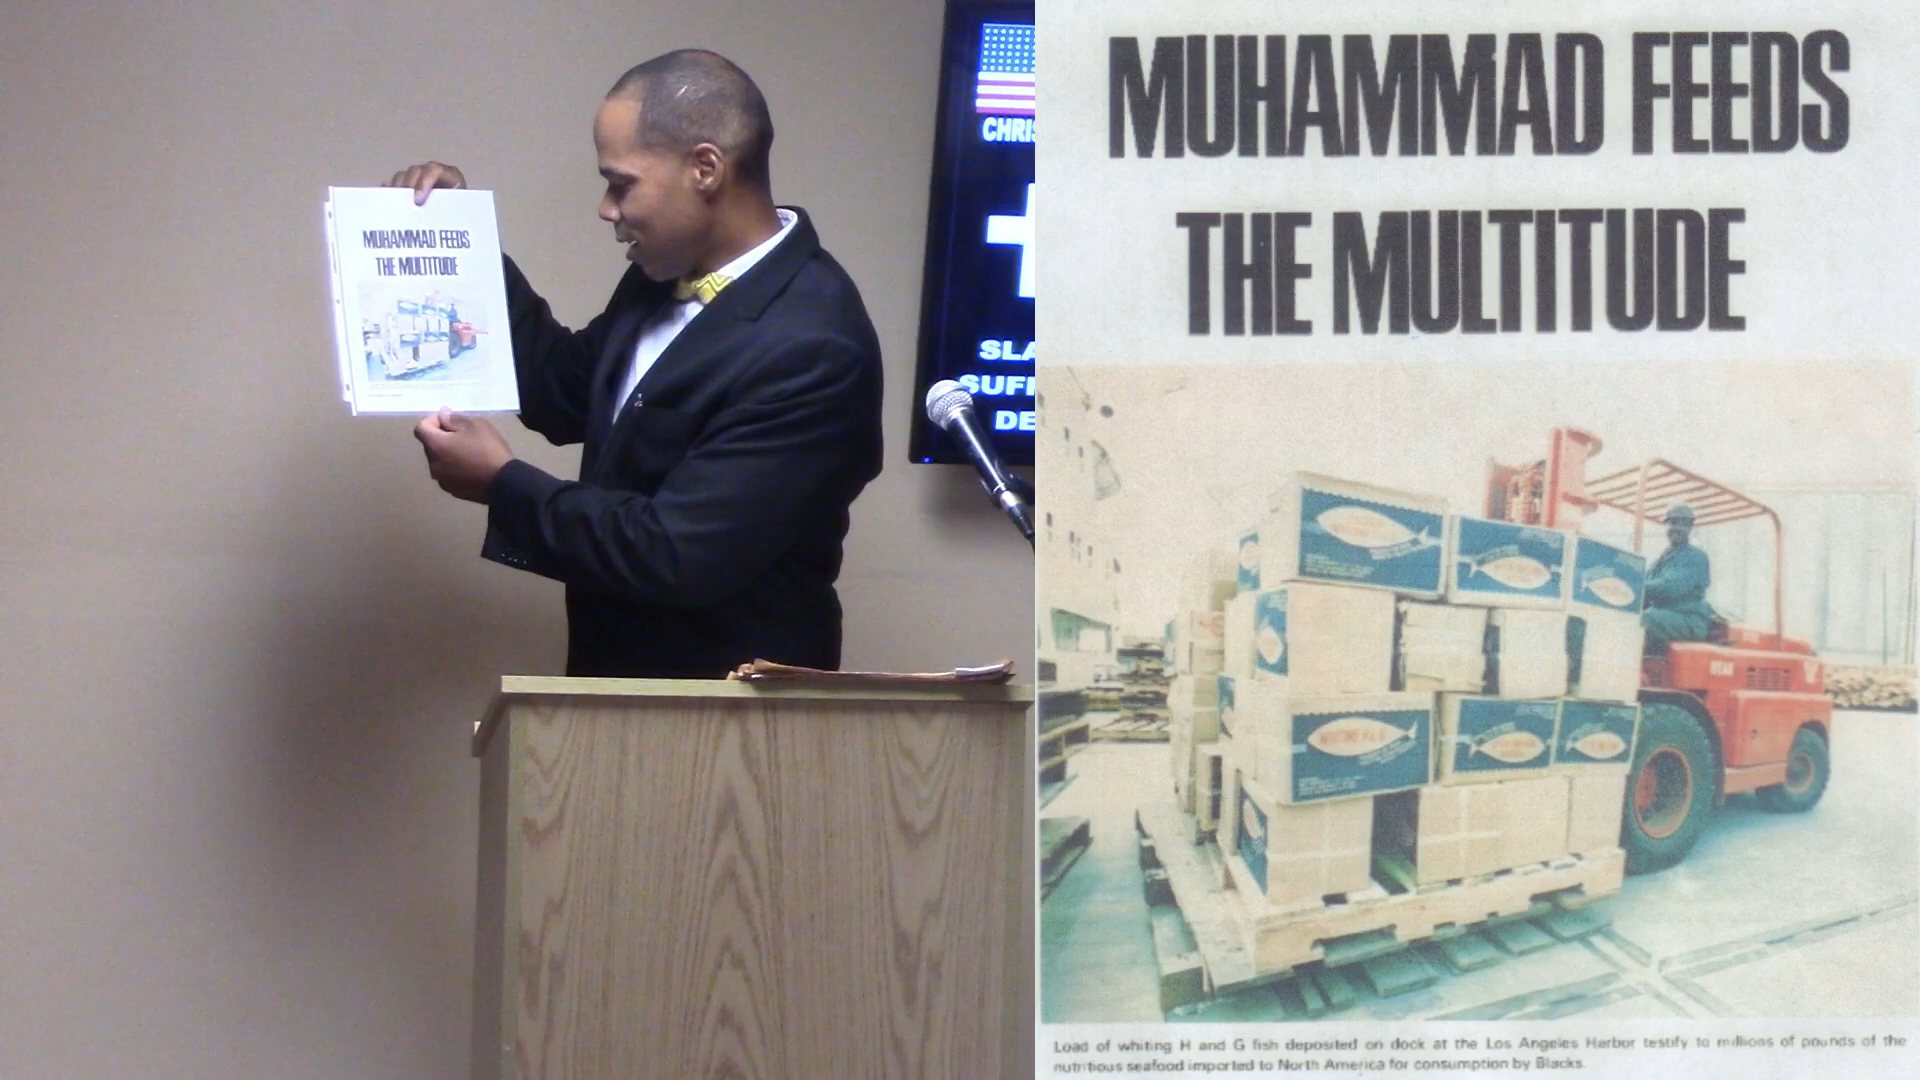 MUHAMMAD FEEDS
THE MULTITUDE
CHRIS
SLA
SUFF
DE
MUHAMMAD FEEDS
THE MULTITUDE
WHITING H & G
Load of whiting H and G fish deposited on dock at the Los Angeles Harbor testify to millions of pounds of the
nutritious seafood imported to North America for consumption by Blacks.